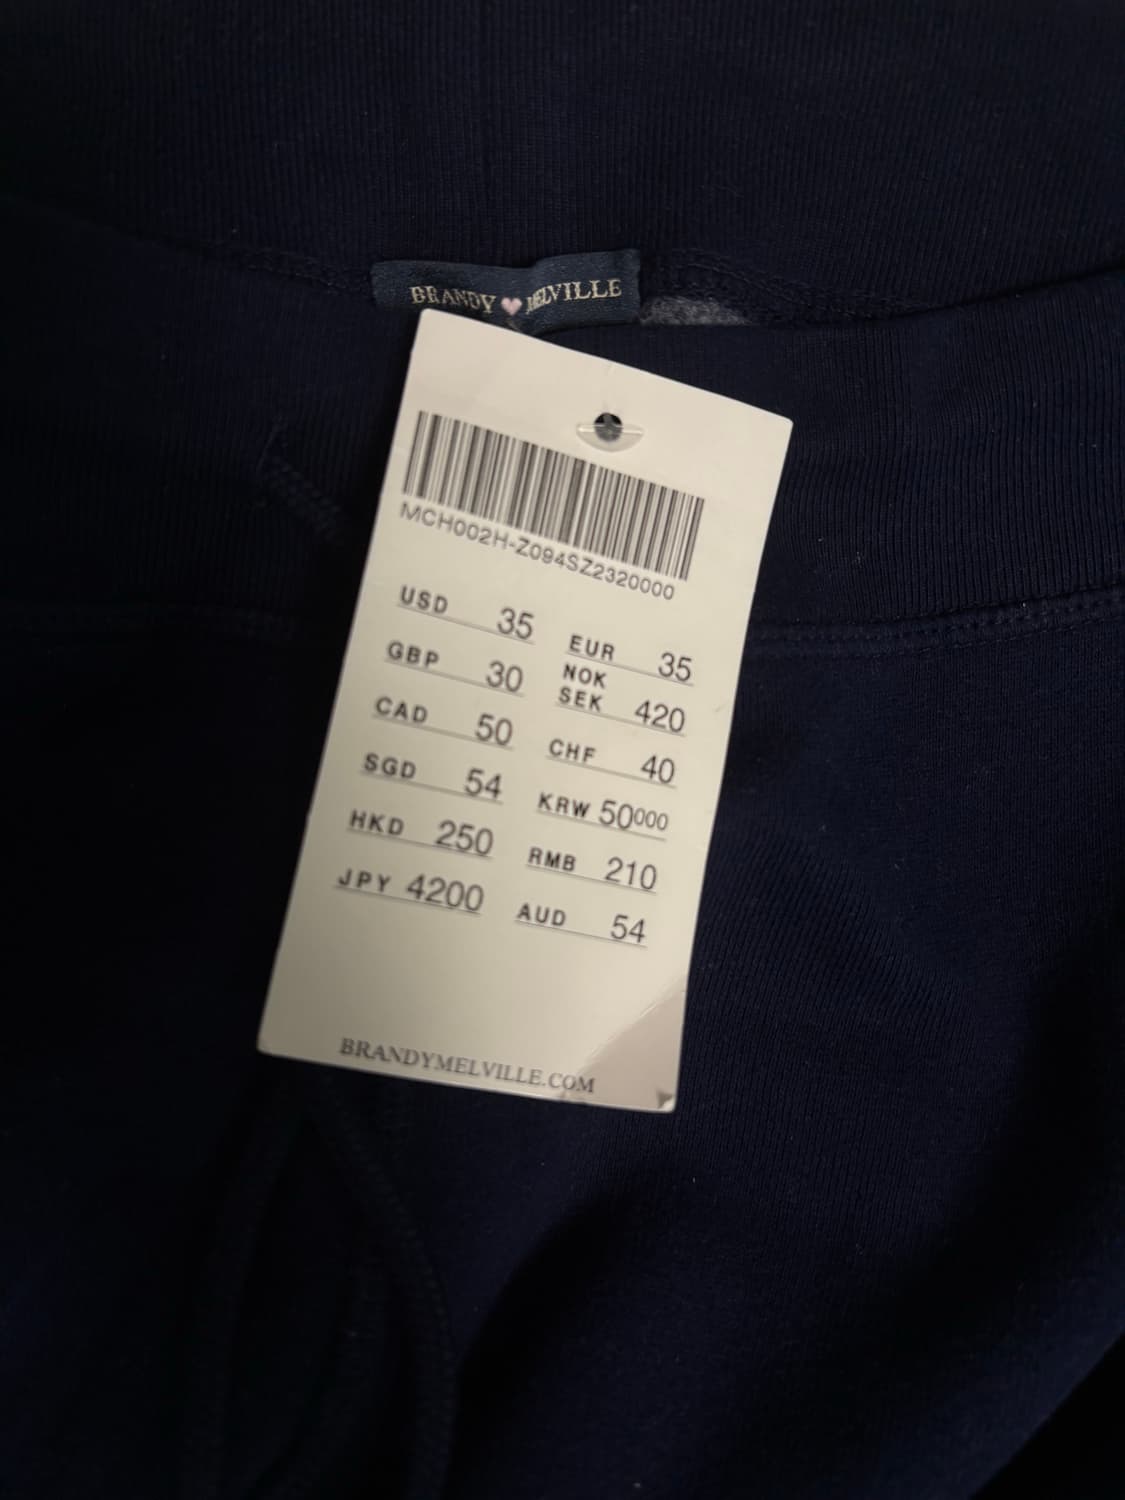 BRANDY MELVILLE
MCH002H-Z094SZ2320000
USD 35
GBP 30
CAD 50
SGD 54
HKD 250
JPY 4200
EUR 35
NOK
SEK 420
CHF 40
KRW 50000
RMB 210
AUD 54
BRANDYMELVILLE.COM